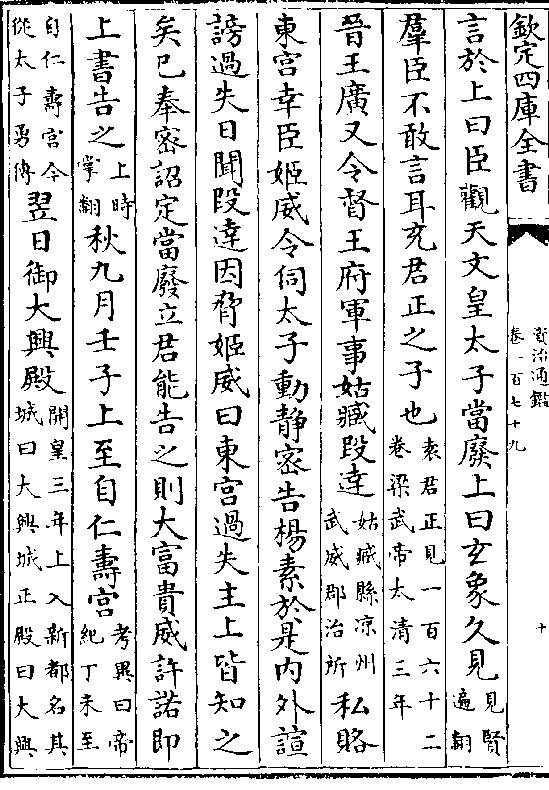 欽定四庫全書
資治通鑑
卷一百七十九
十
言於上曰臣觀天文皇太子當廢上曰玄象久見見賢遍翻
羣臣不敢言耳充君正之子也袁君正見一百六十二卷梁武帝太清三年
晉王廣又令督王府軍事姑臧段達姑臧縣凉州武威郡治所私賂
東宫幸臣姬威令伺太子動靜密告楊素於是内外諠
謗過失日聞段達因脅姬威曰東宫過失主上皆知之
矣已奉密詔定當廢立君能告之則大富貴威許諾即
上書告之上時掌翻秋九月壬子上至自仁壽宫考異曰帝紀丁未至
自仁壽宫今從太子勇傳翌日御大興殿開皇三年上入新都名其城曰大興城正殿曰大興